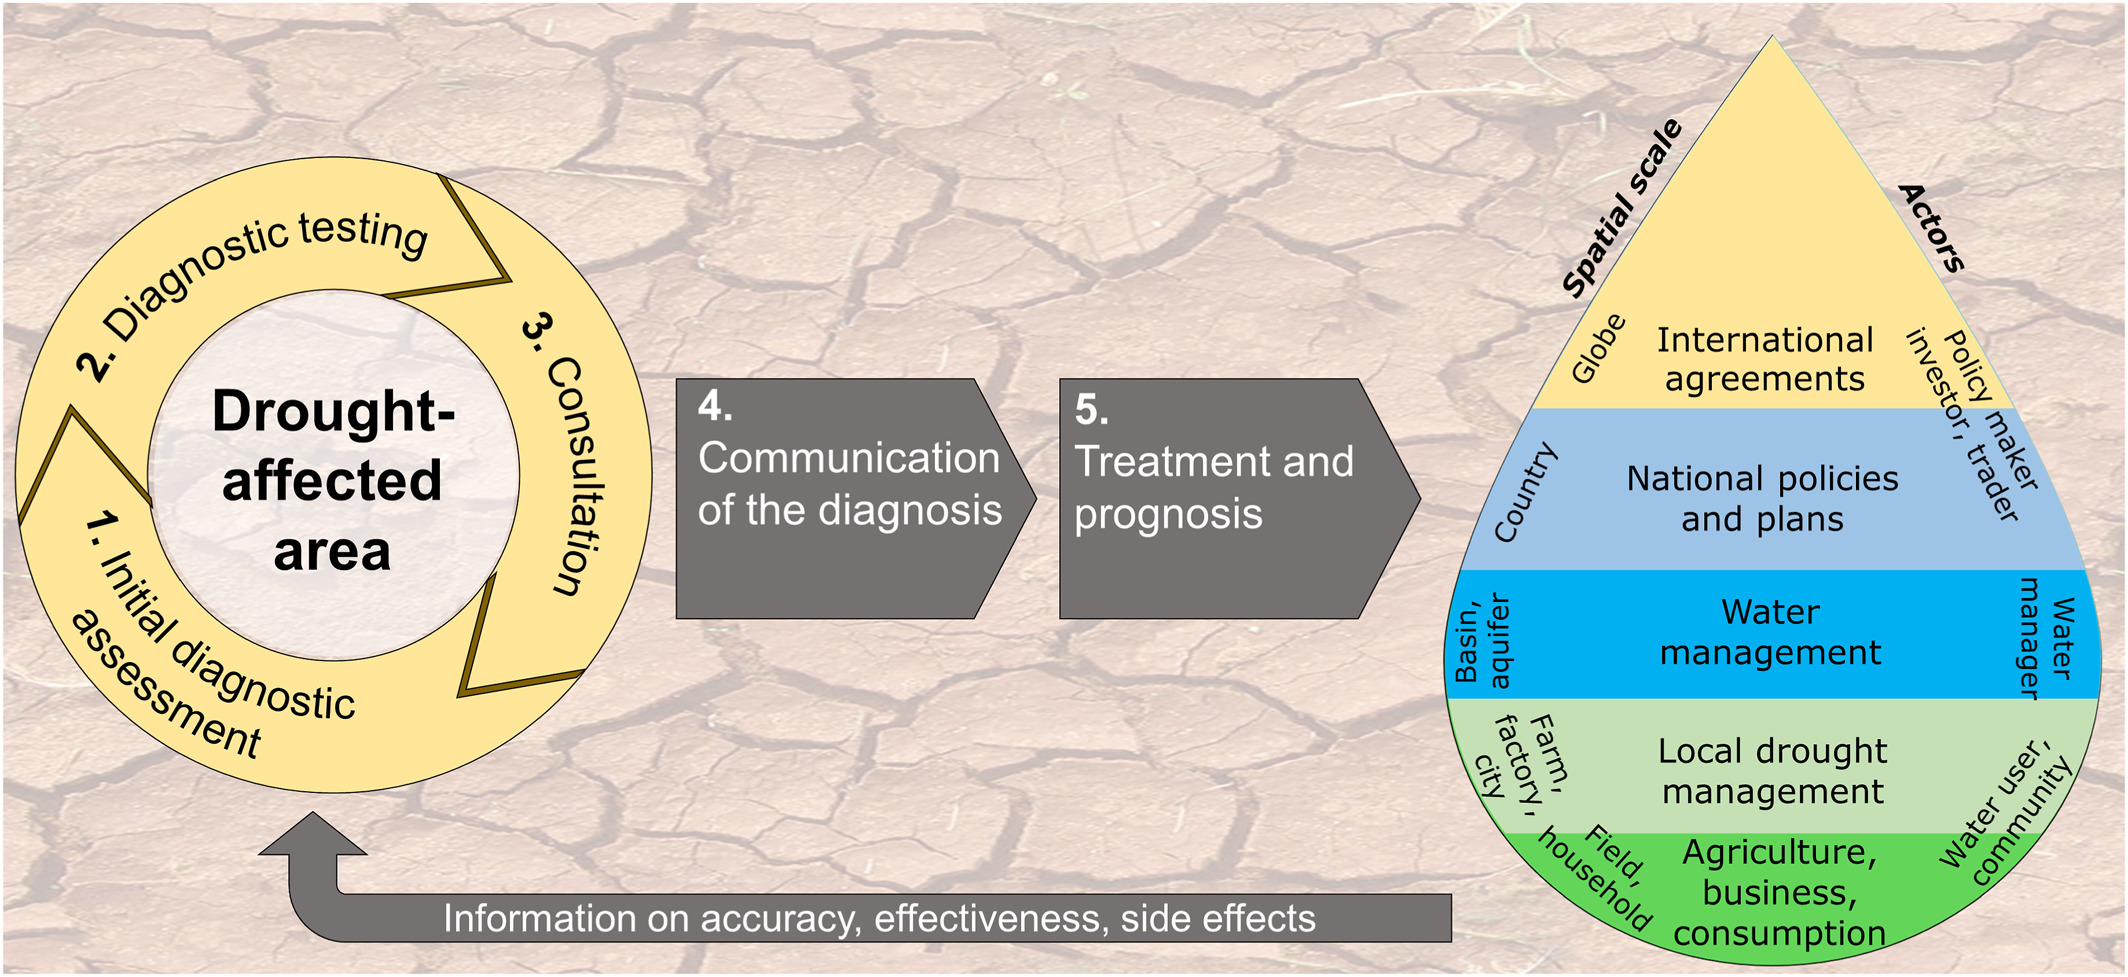 1. Initial diagnostic
assessment
2. Diagnostic testing
3. Consultation
Drought-
affected
area
4.
Communication
of the diagnosis
5.
Treatment and
prognosis
Information on accuracy, effectiveness, side effects
Spatial scale
Actors
Globe
International
agreements
Policy maker
investor, trader
Country
National policies
and plans
Basin,
aquifer
Water
management
Water
manager
Farm,
factory,
city
Local drought
management
Water user,
community
Field,
household
Agriculture,
business,
consumption